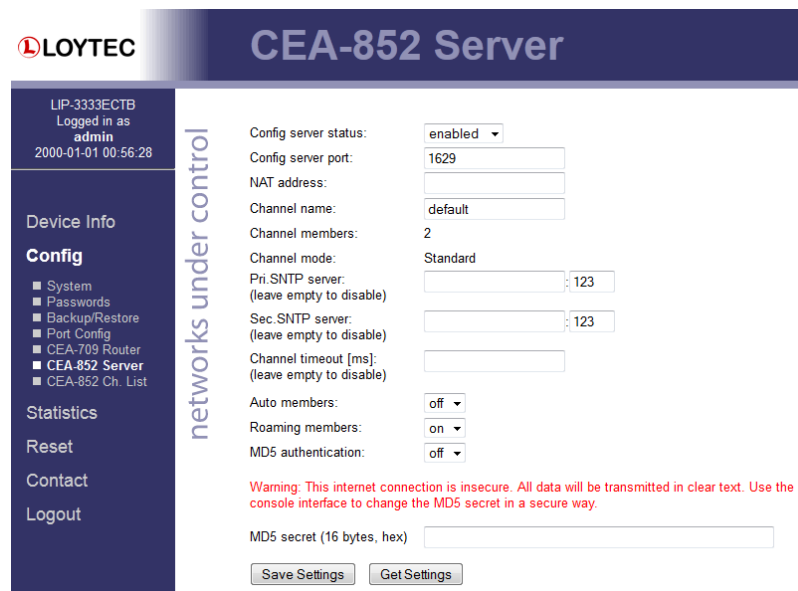 LOYTEC
CEA-852 Server
LIP-3333ECTB
Logged in as
admin
2000-01-01 00:56:28
Device Info
Config
System
Passwords
Backup/Restore
Port Config
CEA-709 Router
CEA-852 Server
CEA-852 Ch. List
Statistics
Reset
Contact
Logout
networks under control
Config server status: enabled
Config server port: 1629
NAT address:
Channel name: default
Channel members: 2
Channel mode: Standard
Pri.SNTP server: : 123
(leave empty to disable)
Sec.SNTP server: : 123
(leave empty to disable)
Channel timeout [ms]:
(leave empty to disable)
Auto members: off
Roaming members: on
MD5 authentication: off
Warning: This internet connection is insecure. All data will be transmitted in clear text. Use the
console interface to change the MD5 secret in a secure way.
MD5 secret (16 bytes, hex)
Save Settings Get Settings